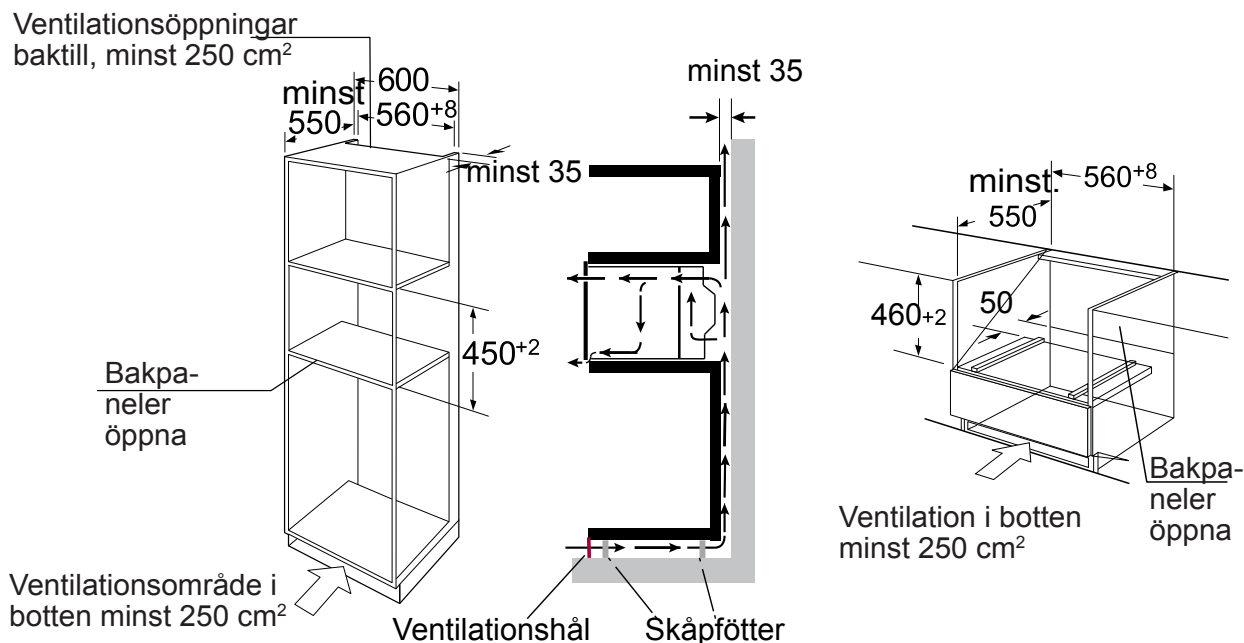 Ventilationsöppningar
baktill, minst 250 cm²
600
minst
550
560+8
minst 35
450+2
Bakpa-
neler
öppna
Ventilationsområde i
botten minst 250 cm²
minst 35
Ventilationshål
Skåpfötter
minst.
550
560+8
460+2
50
Bakpa-
neler
öppna
Ventilation i botten
minst 250 cm²